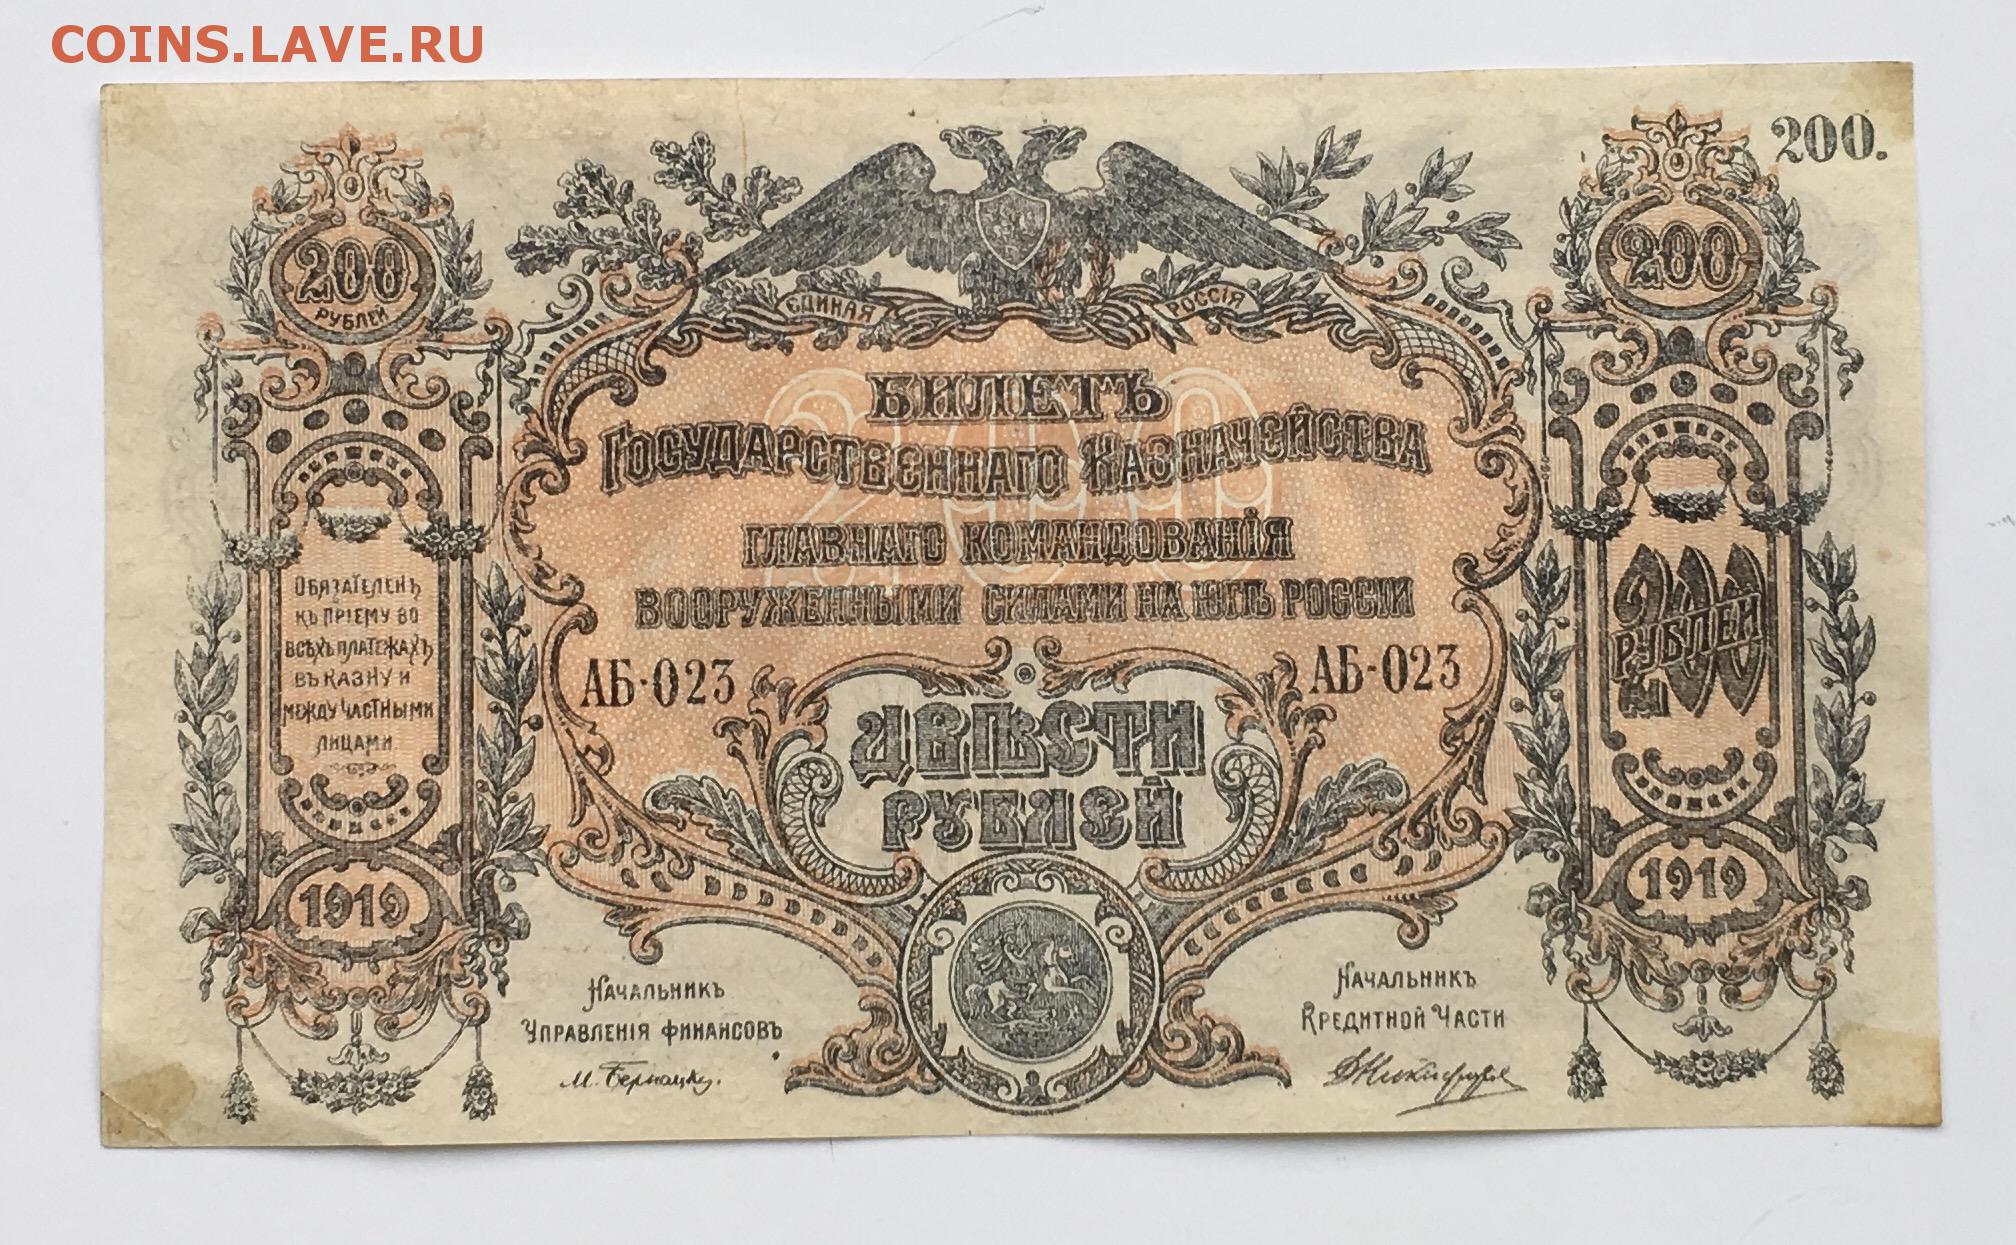 COINS.LAVE.RU
200.
200
РУБЛЕЙ
200
ЕДИНАЯ РОССІЯ
БИЛЕТЪ
ГОСУДАРСТВЕННАГО КАЗНАЧЕЙСТВА
ГЛАВНАГО КОМАНДОВАНІЯ
ВООРУЖЕННЫМИ СИЛАМИ НА ЮГѢ РОССІИ
200
АБ-023 АБ-023
ДВѢСТИ
РУБЛЕЙ
ОБЯЗАТЕЛЕНЪ
КЪ ПРІЕМУ ВО
ВСѢХЪ ПЛАТЕЖАХЪ
ВЪ КАЗНУ И
МЕЖДУ ЧАСТНЫМИ
ЛИЦАМИ
200
РУБЛЕЙ
1919
1919
НАЧАЛЬНИКЪ
УПРАВЛЕНІЯ ФИНАНСОВЪ
М. Бернацкій.
НАЧАЛЬНИКЪ
КРЕДИТНОЙ ЧАСТИ